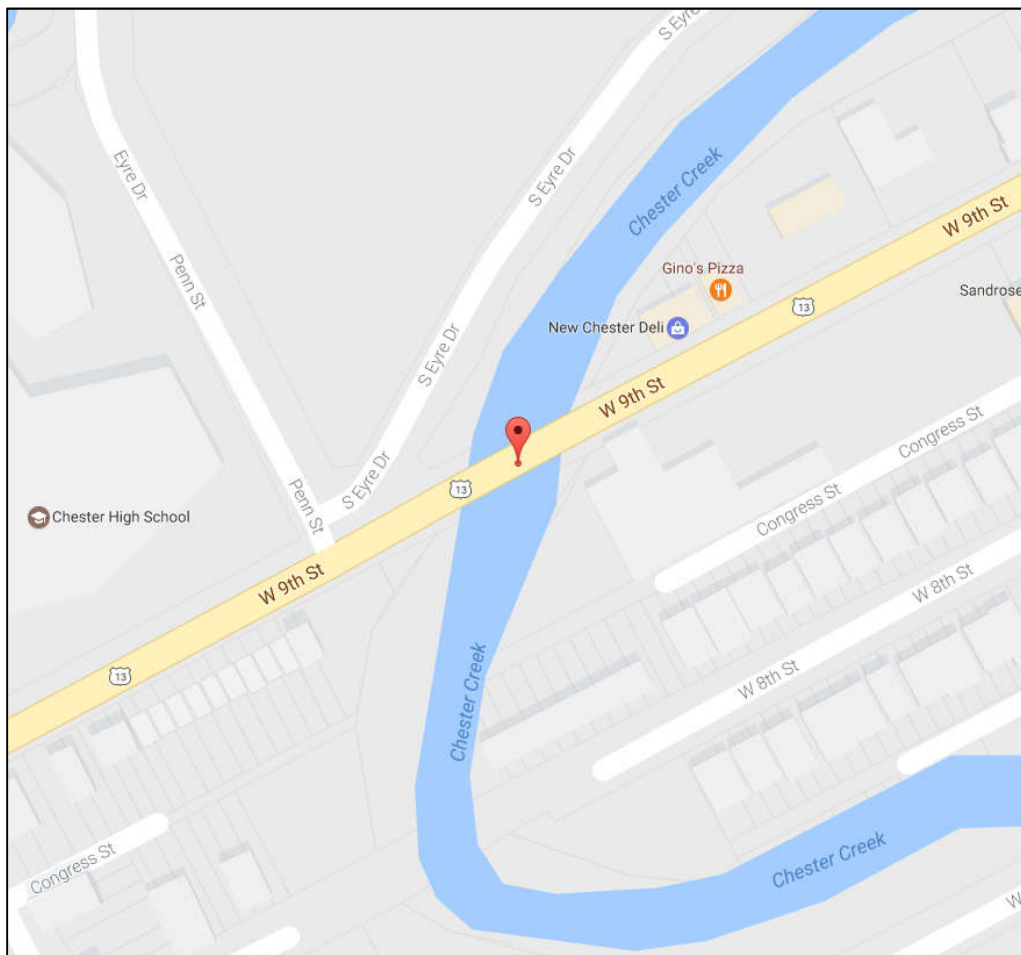 S Eyre
W 9th St
Chester Creek
Eyre Dr
S Eyre Dr
Penn St
Gino's Pizza
Sandrose
13
New Chester Deli
S Eyre Dr
W 9th St
Congress St
S Eyre Dr
13
Penn St
Chester High School
Congress St
W 9th St
W 8th St
13
Chester Creek
W 8th St
Congress St
Chester Creek
W